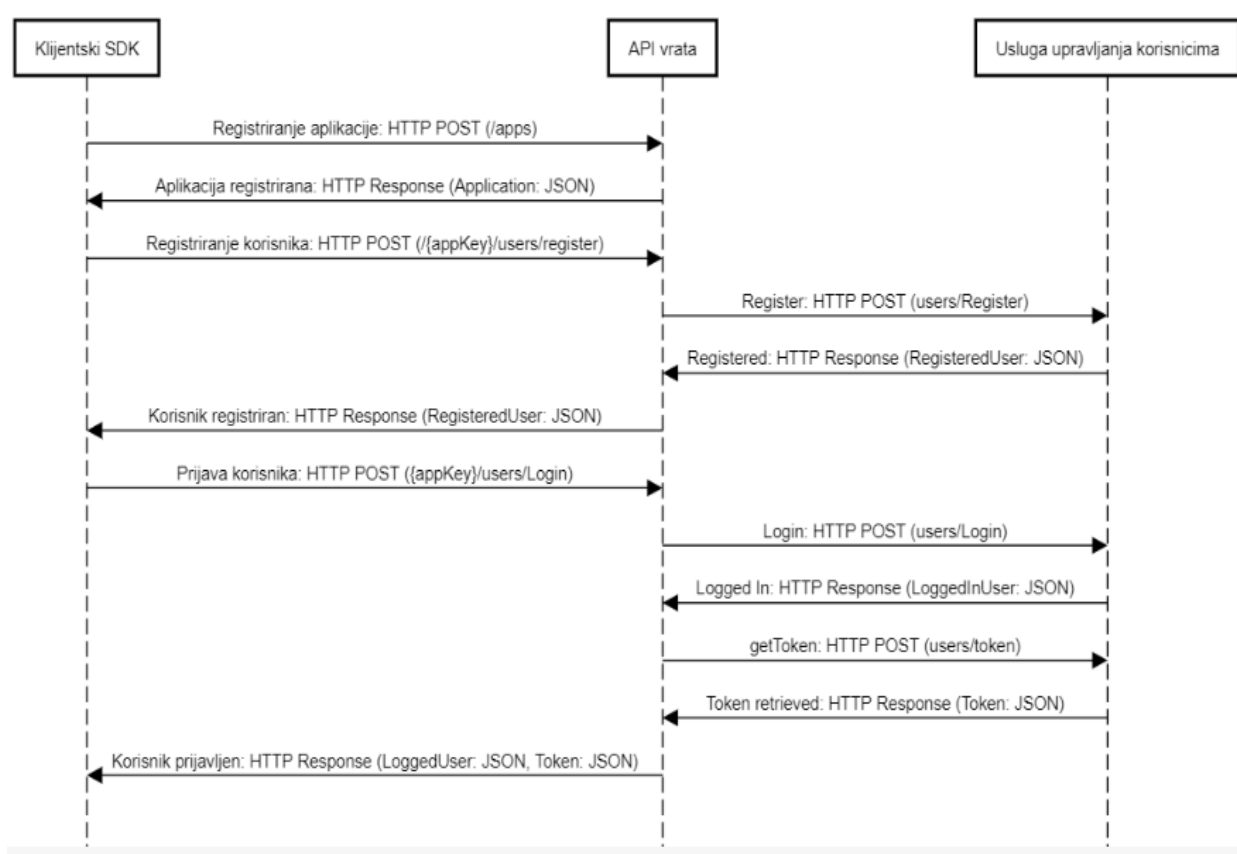 Klijentski SDK
API vrata
Usluga upravljanja korisnicima
Registriranje aplikacije: HTTP POST (/apps)
Aplikacija registrirana: HTTP Response (Application: JSON)
Registriranje korisnika: HTTP POST (/{appKey}/users/register)
Register: HTTP POST (users/Register)
Registered: HTTP Response (RegisteredUser: JSON)
Korisnik registriran: HTTP Response (RegisteredUser: JSON)
Prijava korisnika: HTTP POST ({appKey}/users/Login)
Login: HTTP POST (users/Login)
Logged In: HTTP Response (LoggedInUser: JSON)
getToken: HTTP POST (users/token)
Token retrieved: HTTP Response (Token: JSON)
Korisnik prijavljen: HTTP Response (LoggedUser: JSON, Token: JSON)